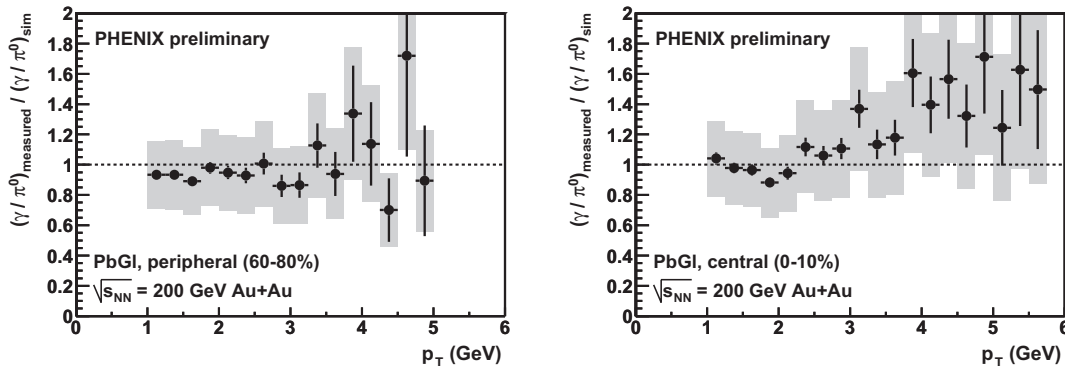 PHENIX preliminary
(γ / π⁰)measured / (γ / π⁰)sim
2
1.8
1.6
1.4
1.2
1
0.8
0.6
0.4
0.2
0
PbGl, peripheral (60-80%)
√sNN = 200 GeV Au+Au
0 1 2 3 4 5 6
pT (GeV)
PHENIX preliminary
(γ / π⁰)measured / (γ / π⁰)sim
2
1.8
1.6
1.4
1.2
1
0.8
0.6
0.4
0.2
0
PbGl, central (0-10%)
√sNN = 200 GeV Au+Au
0 1 2 3 4 5 6
pT (GeV)